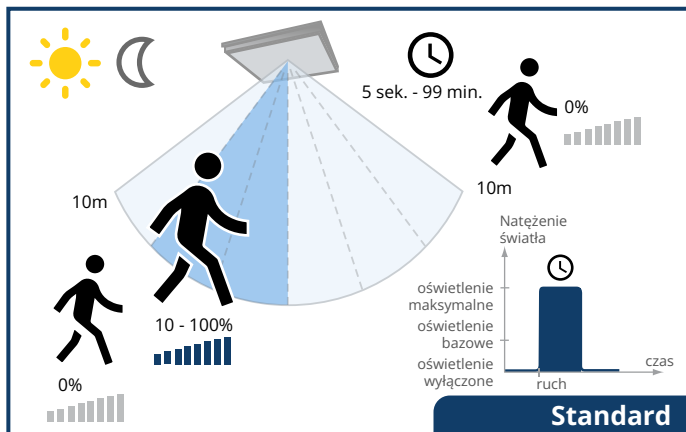 5 sek. - 99 min.
0%
10m
10m
10 - 100%
0%
Natężenie
światła
oświetlenie
maksymalne
oświetlenie
bazowe
oświetlenie
wyłączone
ruch
czas
Standard